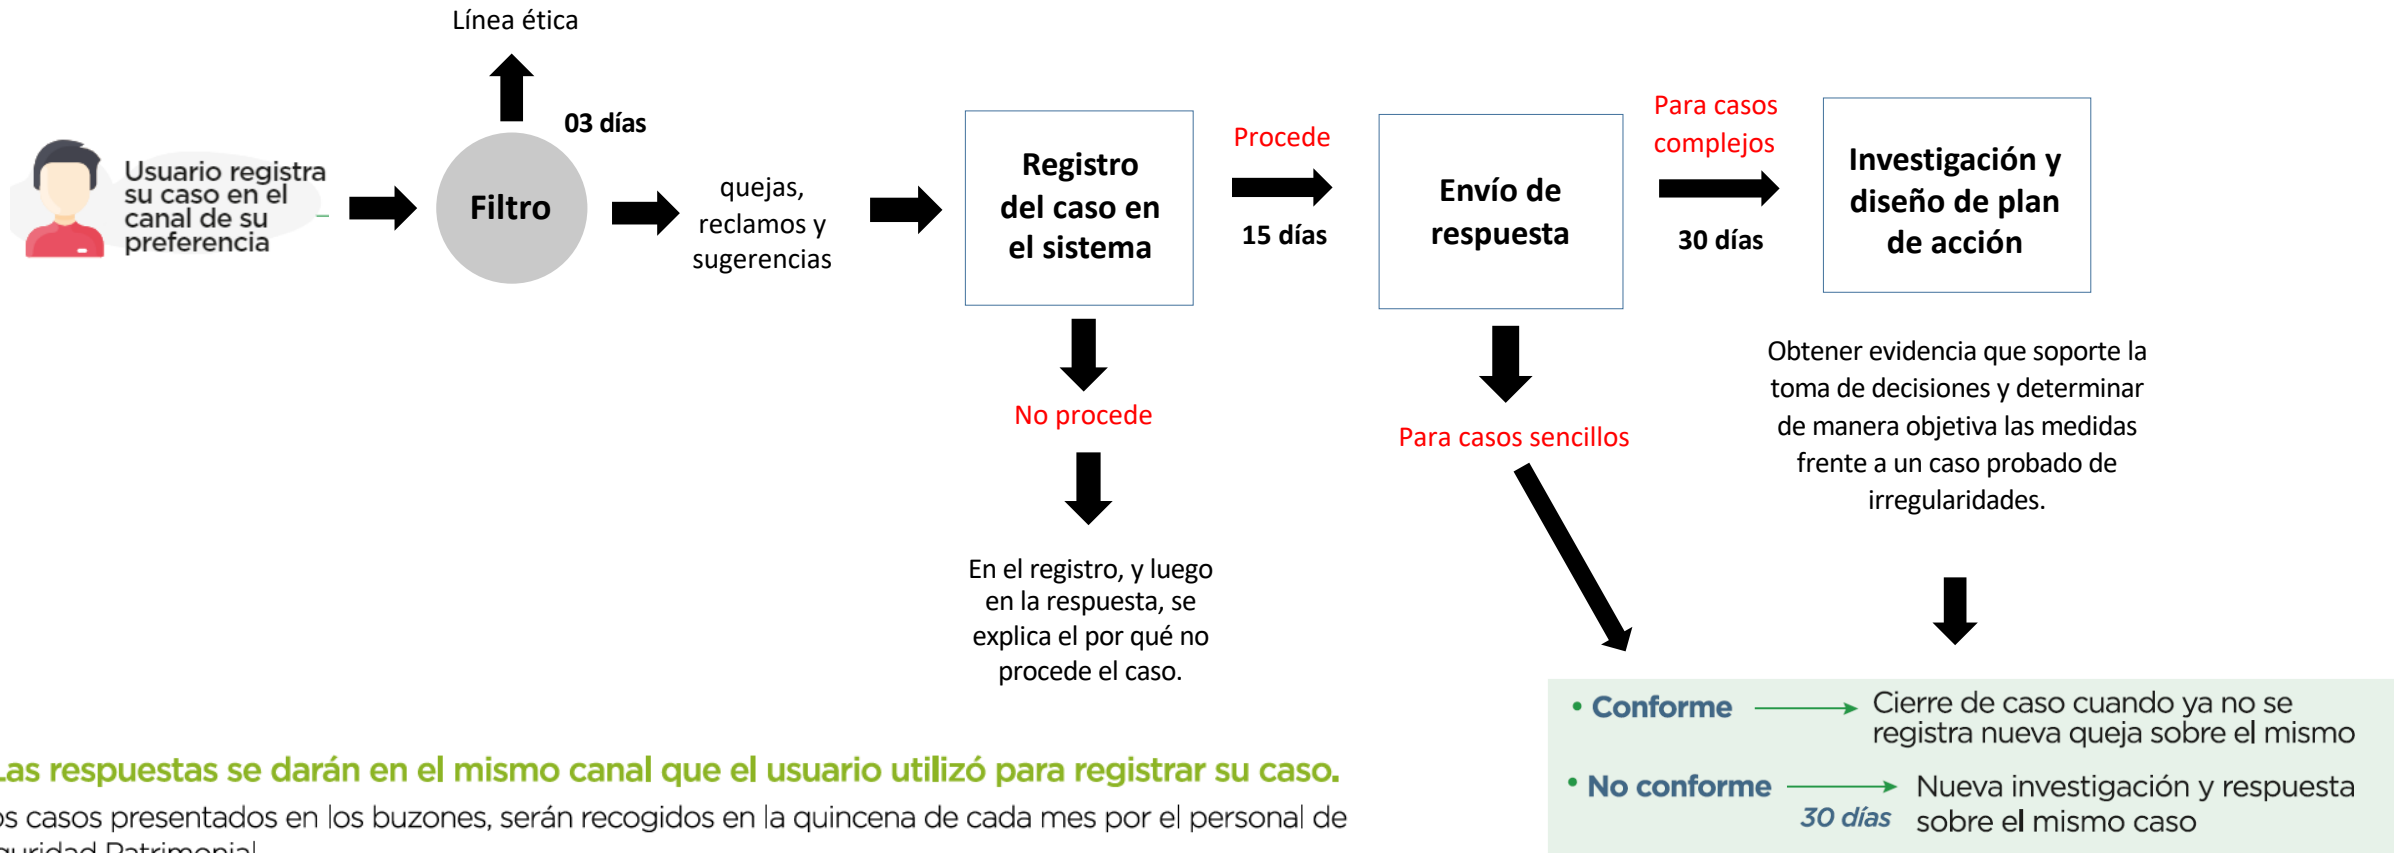 Línea ética
03 días
Usuario registra
su caso en el
canal de su
preferencia
Filtro
quejas,
reclamos y
sugerencias
Registro
del caso en
el sistema
Procede
15 días
Envío de
respuesta
Para casos
complejos
30 días
Investigación y
diseño de plan
de acción
No procede
En el registro, y luego
en la respuesta, se
explica el por qué no
procede el caso.
Para casos sencillos
Obtener evidencia que soporte la
toma de decisiones y determinar
de manera objetiva las medidas
frente a un caso probado de
irregularidades.
• Conforme
Cierre de caso cuando ya no se
registra nueva queja sobre el mismo
• No conforme
30 días
Nueva investigación y respuesta
sobre el mismo caso
Las respuestas se darán en el mismo canal que el usuario utilizó para registrar su caso.
os casos presentados en los buzones, serán recogidos en la quincena de cada mes por el personal de
guridad Patrimonial